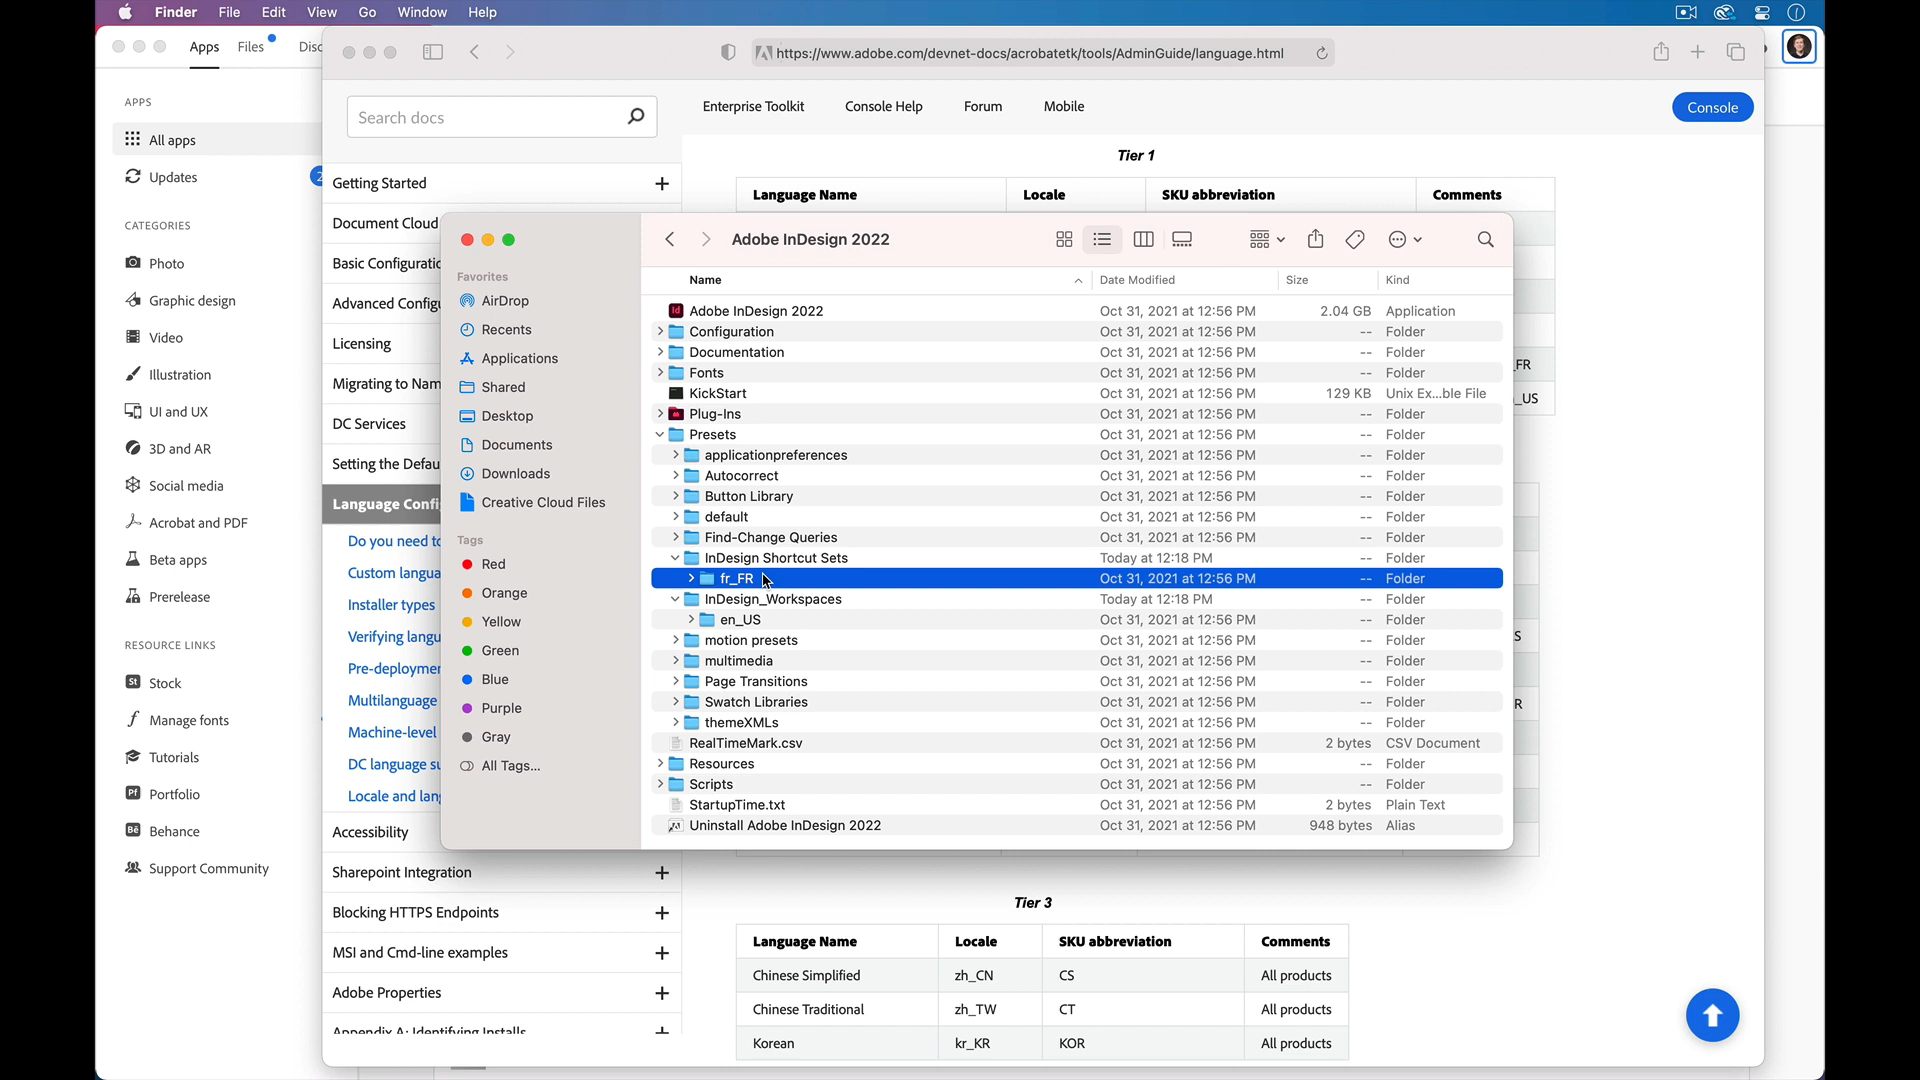 Finder File Edit View Go Window Help
Apps Files Disc
https://www.adobe.com/devnet-docs/acrobatetk/tools/AdminGuide/language.html
APPS
All apps
Updates
2
CATEGORIES
Photo
Graphic design
Video
Illustration
UI and UX
3D and AR
Social media
Acrobat and PDF
Beta apps
Prerelease
RESOURCE LINKS
St Stock
Manage fonts
Tutorials
Pf Portfolio
Bē Behance
Support Community
Search docs
Enterprise Toolkit Console Help Forum Mobile
Console
Getting Started
Document Cloud
Basic Configuratio
Advanced Configu
Licensing
Migrating to Nam
DC Services
Setting the Defau
Language Confi
Do you need to
Custom langua
Installer types
Verifying langu
Pre-deploymen
Multilanguage
Machine-level
DC language su
Locale and lang
Accessibility
Sharepoint Integration
Blocking HTTPS Endpoints
MSI and Cmd-line examples
Adobe Properties
Appendix A: Identifying Installs
Tier 1
Language Name Locale SKU abbreviation Comments
_FR
_US
S
R
Adobe InDesign 2022
Favorites
AirDrop
Recents
Applications
Shared
Desktop
Documents
Downloads
Creative Cloud Files
Tags
Red
Orange
Yellow
Green
Blue
Purple
Gray
All Tags...
Name Date Modified Size Kind
Id Adobe InDesign 2022 Oct 31, 2021 at 12:56 PM 2.04 GB Application
Configuration Oct 31, 2021 at 12:56 PM -- Folder
Documentation Oct 31, 2021 at 12:56 PM -- Folder
Fonts Oct 31, 2021 at 12:56 PM -- Folder
KickStart Oct 31, 2021 at 12:56 PM 129 KB Unix Ex...ble File
Plug-Ins Oct 31, 2021 at 12:56 PM -- Folder
Presets Oct 31, 2021 at 12:56 PM -- Folder
applicationpreferences Oct 31, 2021 at 12:56 PM -- Folder
Autocorrect Oct 31, 2021 at 12:56 PM -- Folder
Button Library Oct 31, 2021 at 12:56 PM -- Folder
default Oct 31, 2021 at 12:56 PM -- Folder
Find-Change Queries Oct 31, 2021 at 12:56 PM -- Folder
InDesign Shortcut Sets Today at 12:18 PM -- Folder
fr_FR Oct 31, 2021 at 12:56 PM -- Folder
InDesign_Workspaces Today at 12:18 PM -- Folder
en_US Oct 31, 2021 at 12:56 PM -- Folder
motion presets Oct 31, 2021 at 12:56 PM -- Folder
multimedia Oct 31, 2021 at 12:56 PM -- Folder
Page Transitions Oct 31, 2021 at 12:56 PM -- Folder
Swatch Libraries Oct 31, 2021 at 12:56 PM -- Folder
themeXMLs Oct 31, 2021 at 12:56 PM -- Folder
RealTimeMark.csv Oct 31, 2021 at 12:56 PM 2 bytes CSV Document
Resources Oct 31, 2021 at 12:56 PM -- Folder
Scripts Oct 31, 2021 at 12:56 PM -- Folder
StartupTime.txt Oct 31, 2021 at 12:56 PM 2 bytes Plain Text
Uninstall Adobe InDesign 2022 Oct 31, 2021 at 12:56 PM 948 bytes Alias
Tier 3
Language Name Locale SKU abbreviation Comments
Chinese Simplified zh_CN CS All products
Chinese Traditional zh_TW CT All products
Korean kr_KR KOR All products